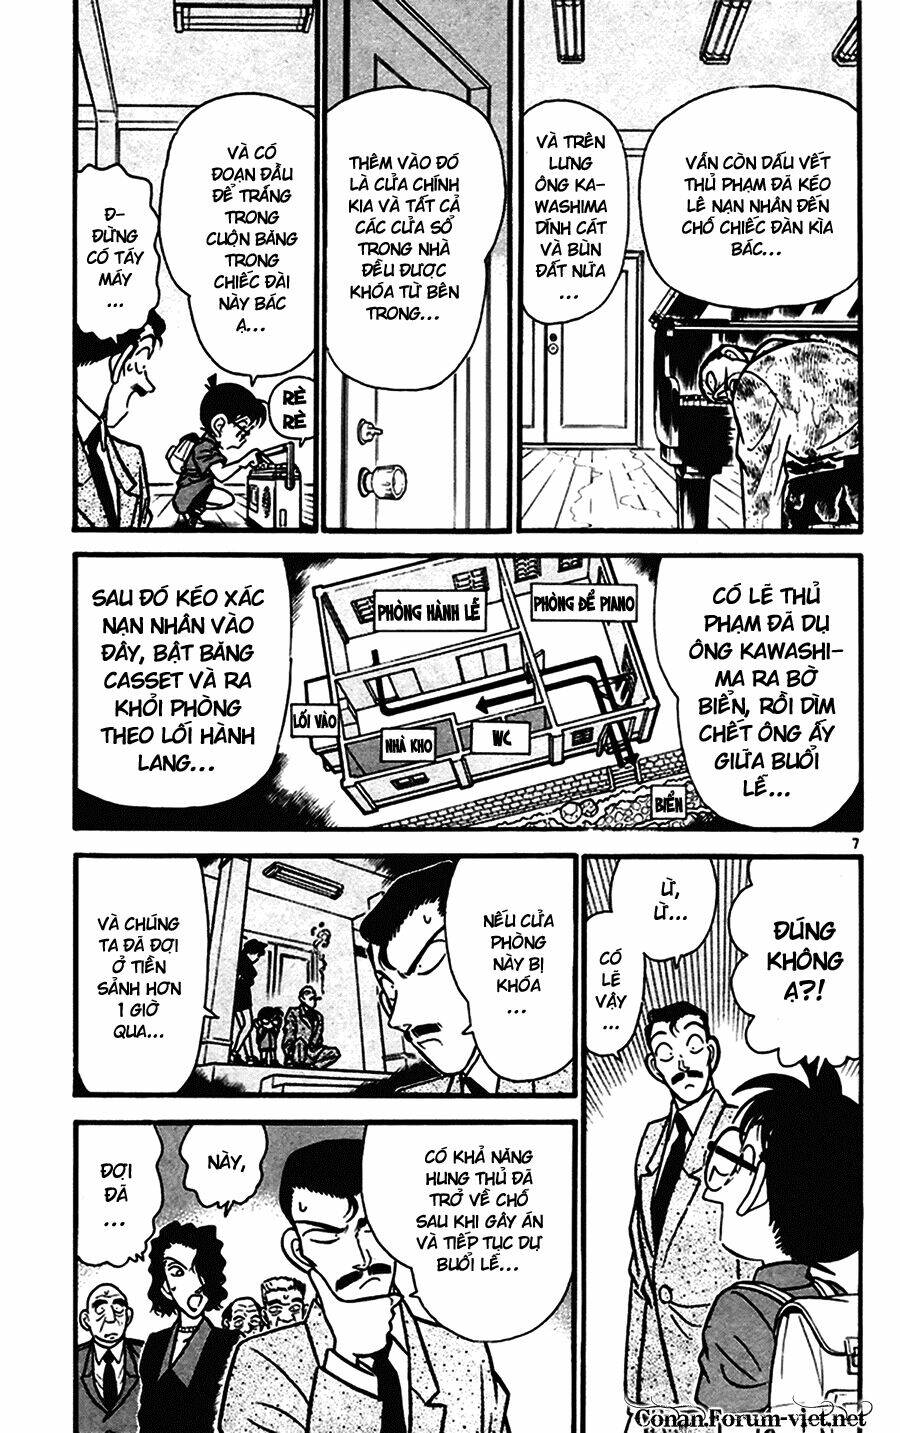 VẪN CÒN DẤU VẾT
THỦ PHẠM ĐÃ KÉO
LÊ NẠN NHÂN ĐẾN
CHỐ CHIẾC ĐÀN KÌA
BÁC...
VÀ TRÊN
LƯNG
ÔNG KA-
WASHIMA
DÍNH CÁT
VÀ BÙN
ĐẤT NỮA
...
THÊM VÀO ĐÓ
LÀ CỬA CHÍNH
KIA VÀ TẤT CẢ
CÁC CỬA SỔ
TRONG NHÀ
ĐỀU ĐƯỢC
KHÓA TỪ BÊN
TRONG...
VÀ CÓ
ĐOẠN ĐẦU
ĐỂ TRẮNG
TRONG
CUỘN BĂNG
TRONG
CHIẾC ĐÀI
NÀY BÁC
Ạ...
Đ-
ĐỪNG
CÓ TÁY
MÁY
...
RÈ
RÈ
CÓ LẼ THỦ
PHẠM ĐÃ DỤ
ÔNG KAWASHI-
MA RA BỜ
BIỂN, RỒI DÌM
CHẾT ÔNG ẤY
GIỮA BUỔI
LỄ...
PHÒNG ĐỂ PIANO
PHÒNG HÀNH LỄ
LỐI VÀO
NHÀ KHO
WC
BIỂN
SAU ĐÓ KÉO XÁC
NẠN NHÂN VÀO
ĐÂY, BẬT BĂNG
CASSET VÀ RA
KHỎI PHÒNG
THEO LỐI HÀNH
LANG...
7
ĐÚNG
KHÔNG
Ạ?!
Ừ,
Ừ...
CÓ
LẼ
VẬY
...
NẾU CỬA
PHÒNG
NÀY BỊ
KHÓA
...
VÀ CHÚNG
TA ĐÃ ĐỢI
Ở TIỀN
SẢNH HƠN
1 GIỜ
QUA...
CÓ KHẢ NĂNG
HUNG THỦ ĐÃ
TRỞ VỀ CHỐ
SAU KHI GÂY ÁN
VÀ TIẾP TỤC DỰ
BUỔI LỄ...
NÀY,
ĐỢI
ĐÃ
...
Conan.Forum-viet.net